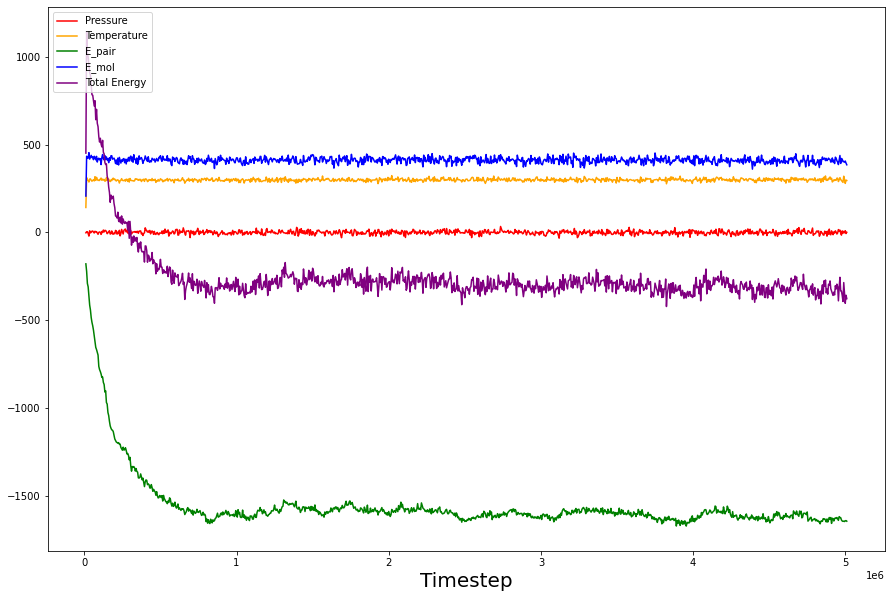 Pressure
Temperature
E_pair
E_mol
Total Energy
1000
500
0
−500
−1000
−1500
0 1 2 3 4 5
1e6
Timestep